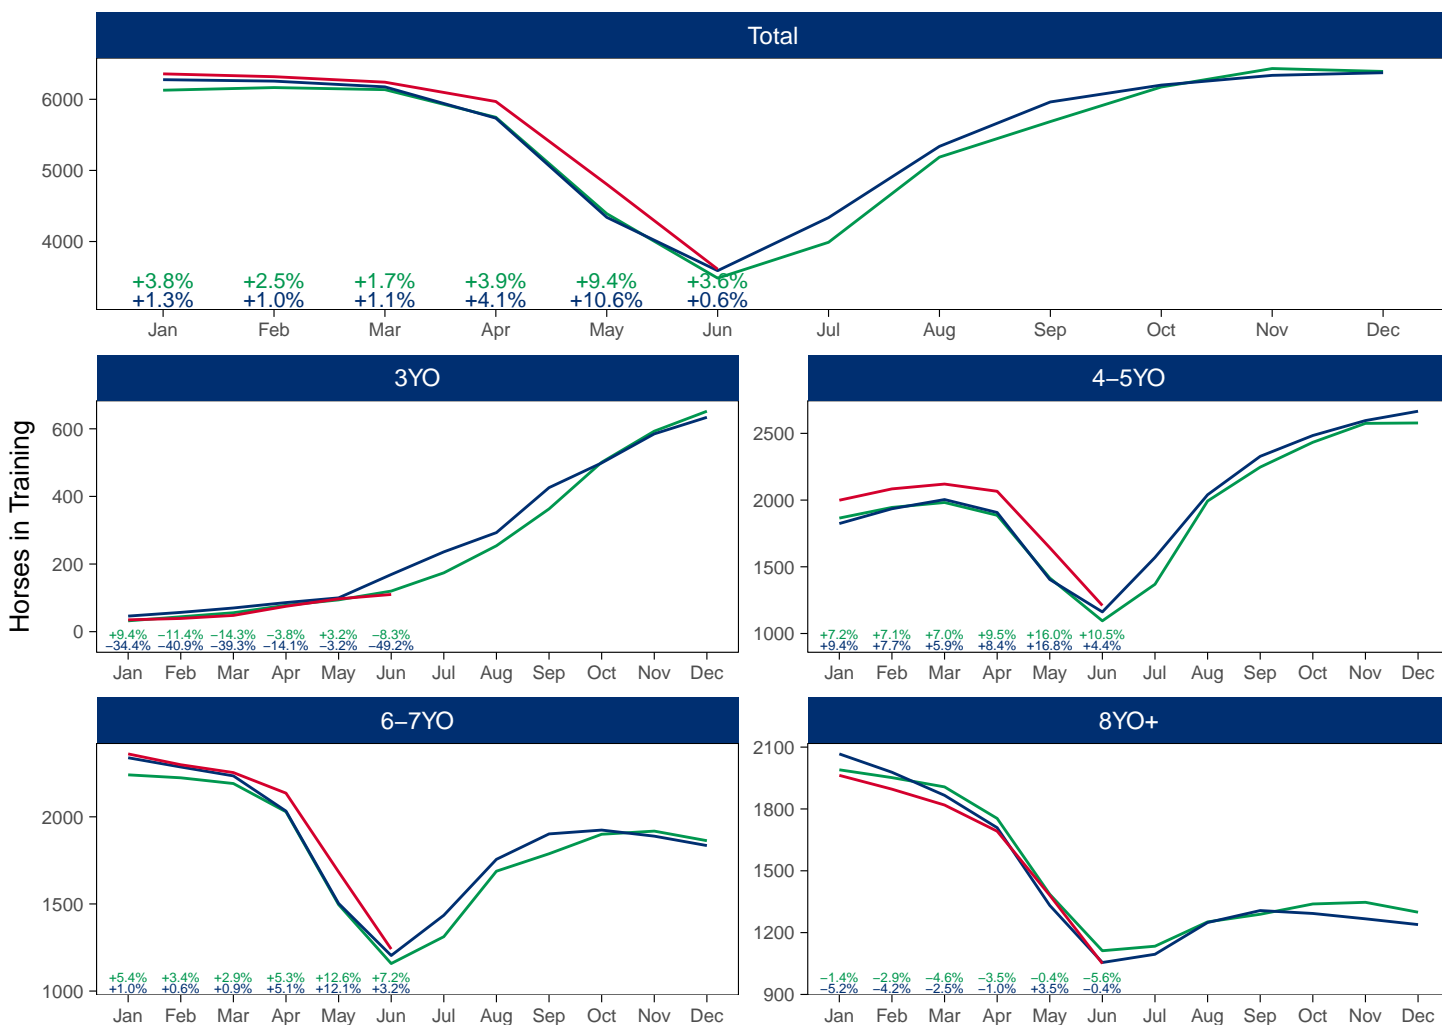 Total
6000
5000
4000
+3.8% +2.5% +1.7% +3.9% +9.4% +3.6%
+1.3% +1.0% +1.1% +4.1% +10.6% +0.6%
Jan Feb Mar Apr May Jun Jul Aug Sep Oct Nov Dec
Horses in Training
3YO
600
400
200
0
+9.4% −11.4% −14.3% −3.8% +3.2% −8.3%
−34.4% −40.9% −39.3% −14.1% −3.2% −49.2%
Jan Feb Mar Apr May Jun Jul Aug Sep Oct Nov Dec
4−5YO
2500
2000
1500
1000
+7.2% +7.1% +7.0% +9.5% +16.0% +10.5%
+9.4% +7.7% +5.9% +8.4% +16.8% +4.4%
Jan Feb Mar Apr May Jun Jul Aug Sep Oct Nov Dec
6−7YO
2000
1500
1000
+5.4% +3.4% +2.9% +5.3% +12.6% +7.2%
+1.0% +0.6% +0.9% +5.1% +12.1% +3.2%
Jan Feb Mar Apr May Jun Jul Aug Sep Oct Nov Dec
8YO+
2100
1800
1500
1200
900
−1.4% −2.9% −4.6% −3.5% −0.4% −5.6%
−5.2% −4.2% −2.5% −1.0% +3.5% −0.4%
Jan Feb Mar Apr May Jun Jul Aug Sep Oct Nov Dec